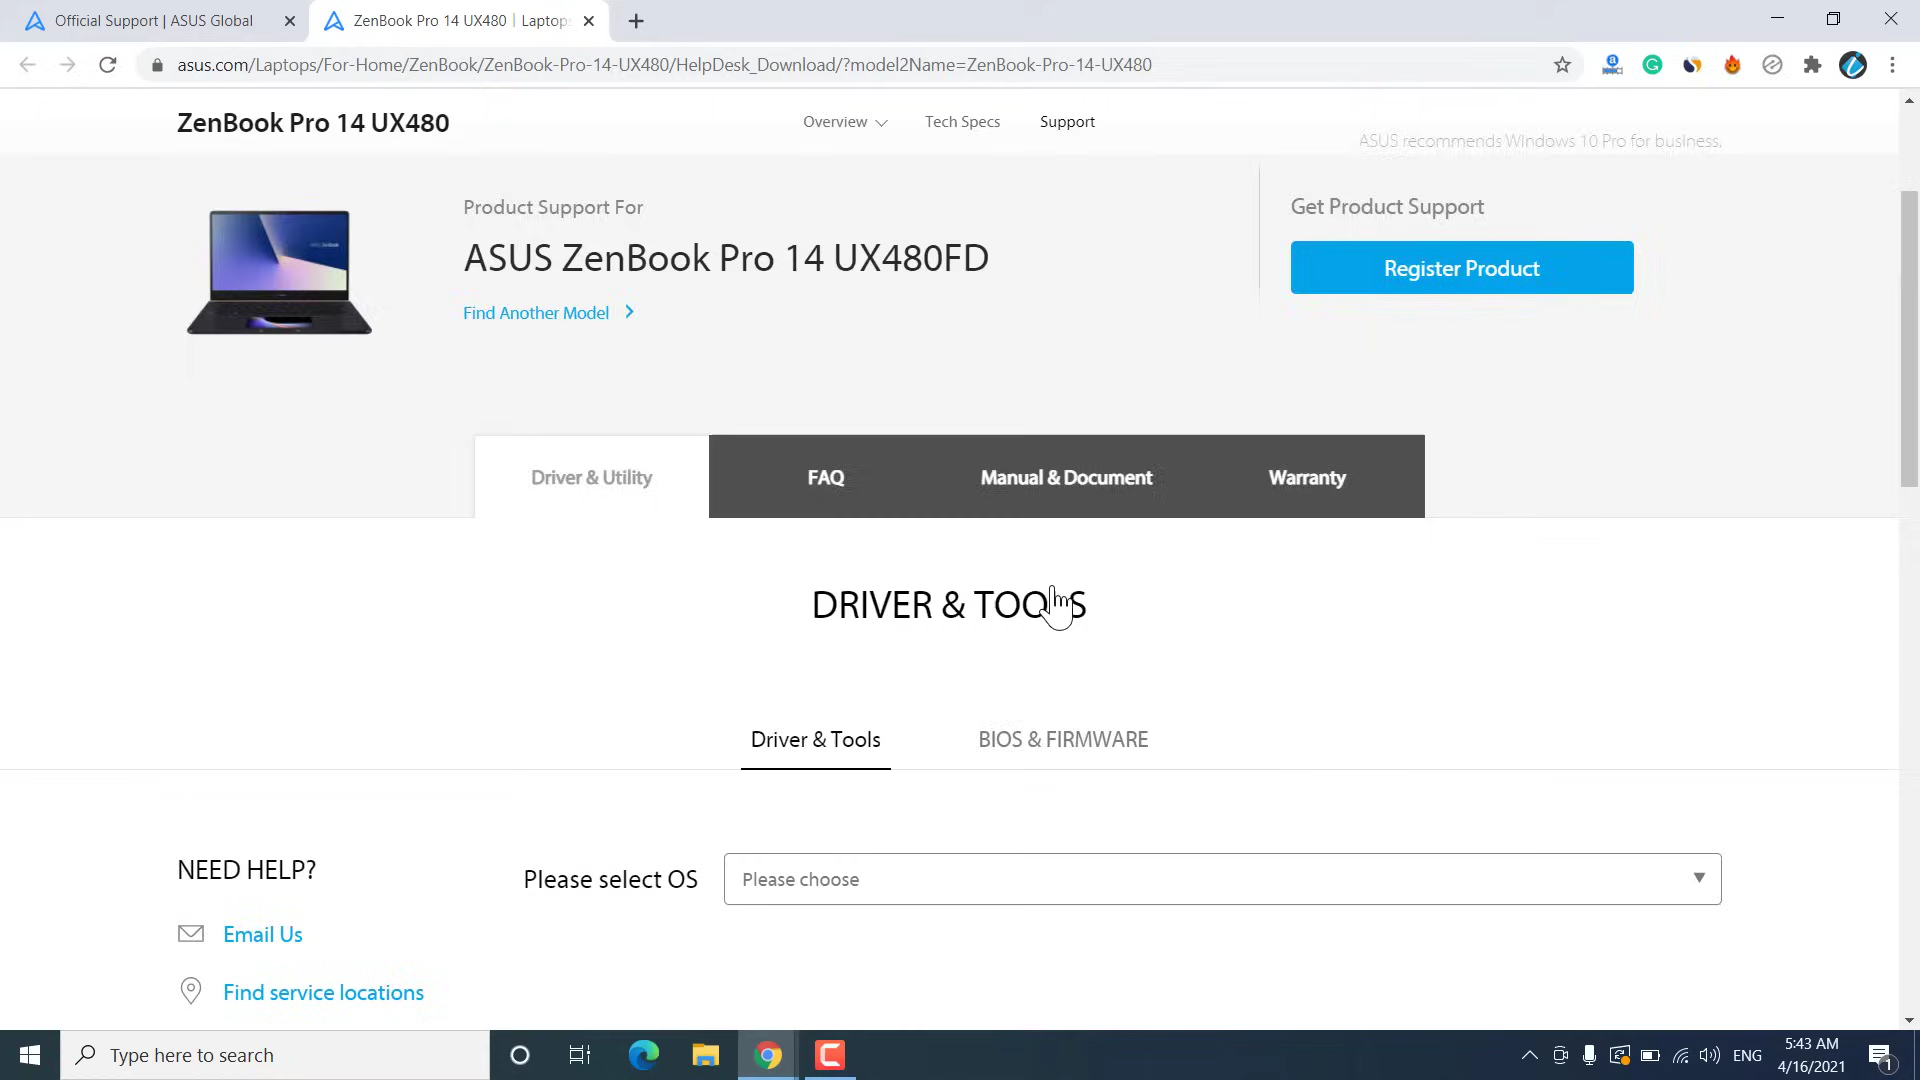 Official Support | ASUS Global
ZenBook Pro 14 UX480 | Laptop
asus.com/Laptops/For-Home/ZenBook/ZenBook-Pro-14-UX480/HelpDesk_Download/?model2Name=ZenBook-Pro-14-UX480
ZenBook Pro 14 UX480
Overview
Tech Specs
Support
ASUS recommends Windows 10 Pro for business.
Product Support For
Get Product Support
ASUS ZenBook Pro 14 UX480FD
Register Product
Find Another Model
Driver & Utility
FAQ
Manual & Document
Warranty
DRIVER & TOOLS
Driver & Tools
BIOS & FIRMWARE
NEED HELP?
Please select OS
Please choose
Email Us
Find service locations
Type here to search
ENG
5:43 AM
4/16/2021
1